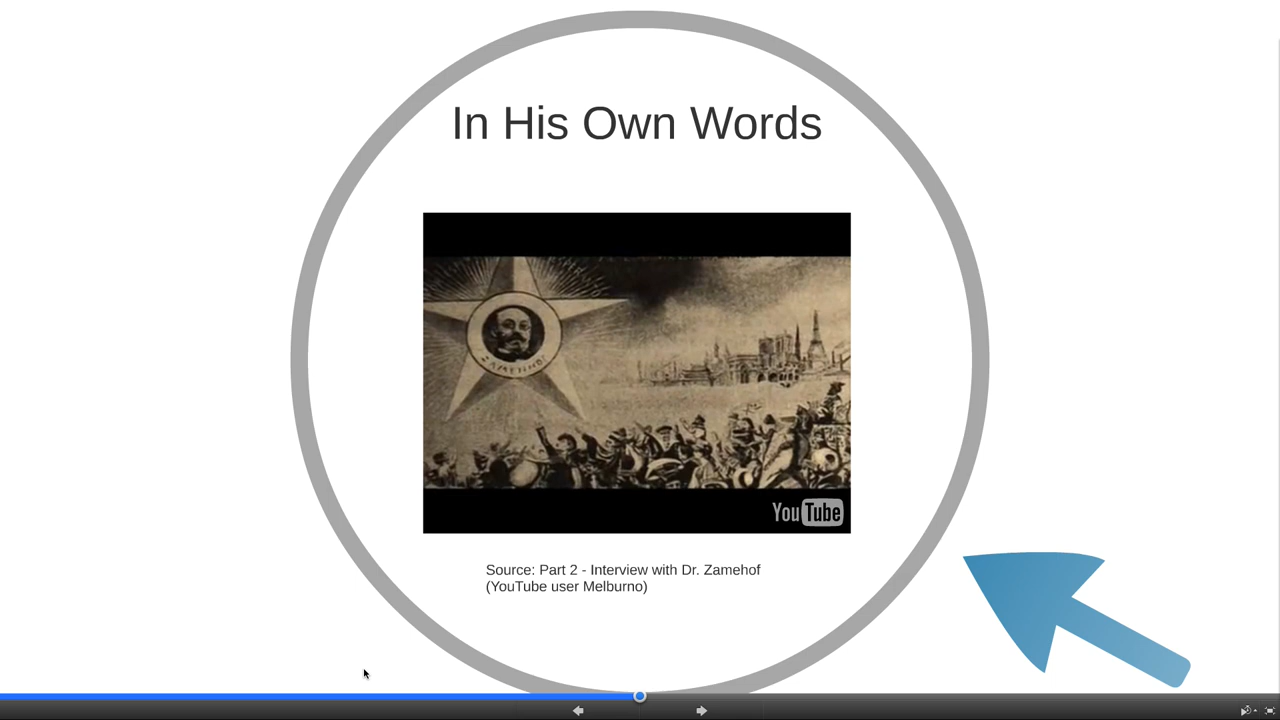 In His Own Words
ZAMENHOF
YouTube
Source: Part 2 - Interview with Dr. Zamehof
(YouTube user Melburno)